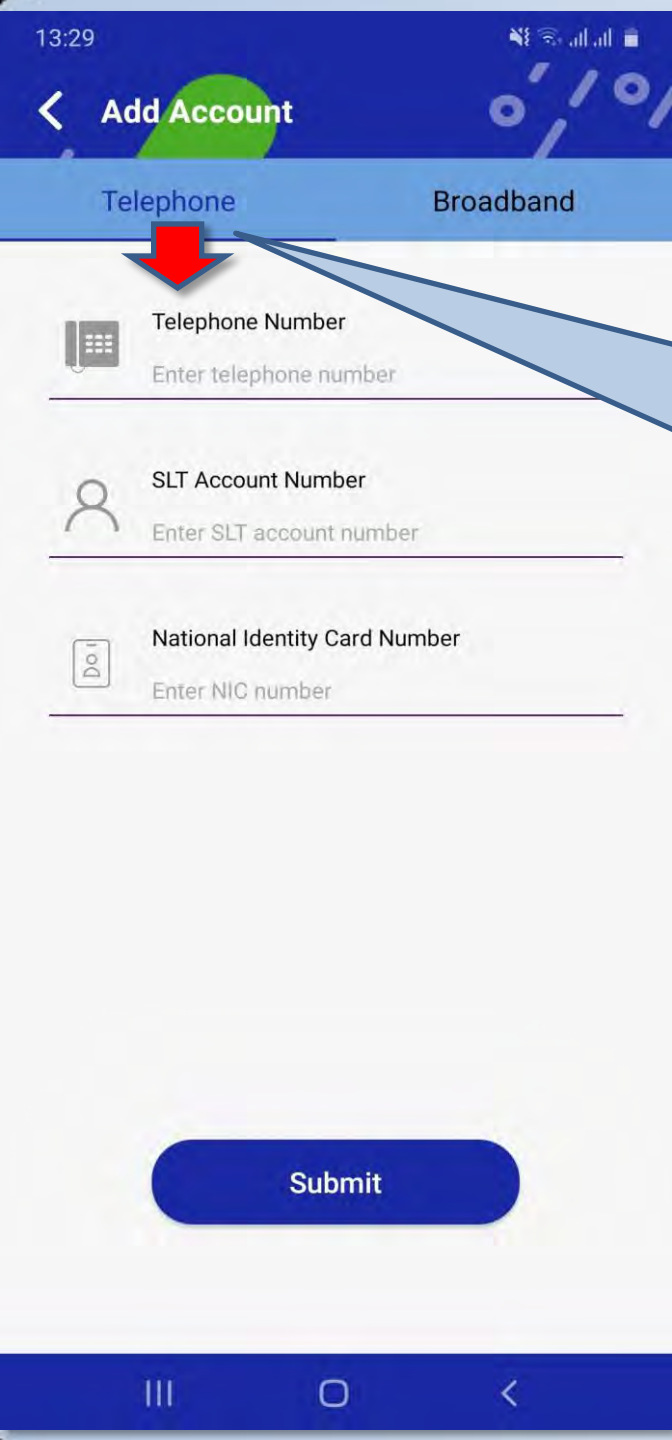 13:29
Add Account
Telephone
Broadband
Telephone Number
Enter telephone number
SLT Account Number
Enter SLT account number
National Identity Card Number
Enter NIC number
Submit